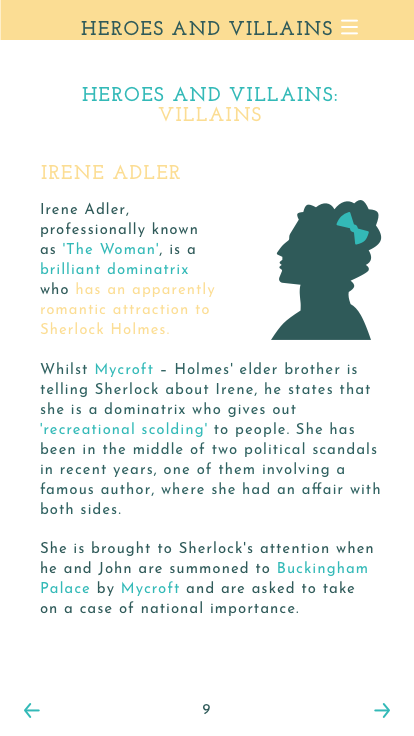 HEROES AND VILLAINS
HEROES AND VILLAINS:
VILLAINS
IRENE ADLER
Irene Adler,
professionally known
as 'The Woman', is a
brilliant dominatrix
who has an apparently
romantic attraction to
Sherlock Holmes.
Whilst Mycroft – Holmes' elder brother is
telling Sherlock about Irene, he states that
she is a dominatrix who gives out
'recreational scolding' to people. She has
been in the middle of two political scandals
in recent years, one of them involving a
famous author, where she had an affair with
both sides.
She is brought to Sherlock's attention when
he and John are summoned to Buckingham
Palace by Mycroft and are asked to take
on a case of national importance.
9